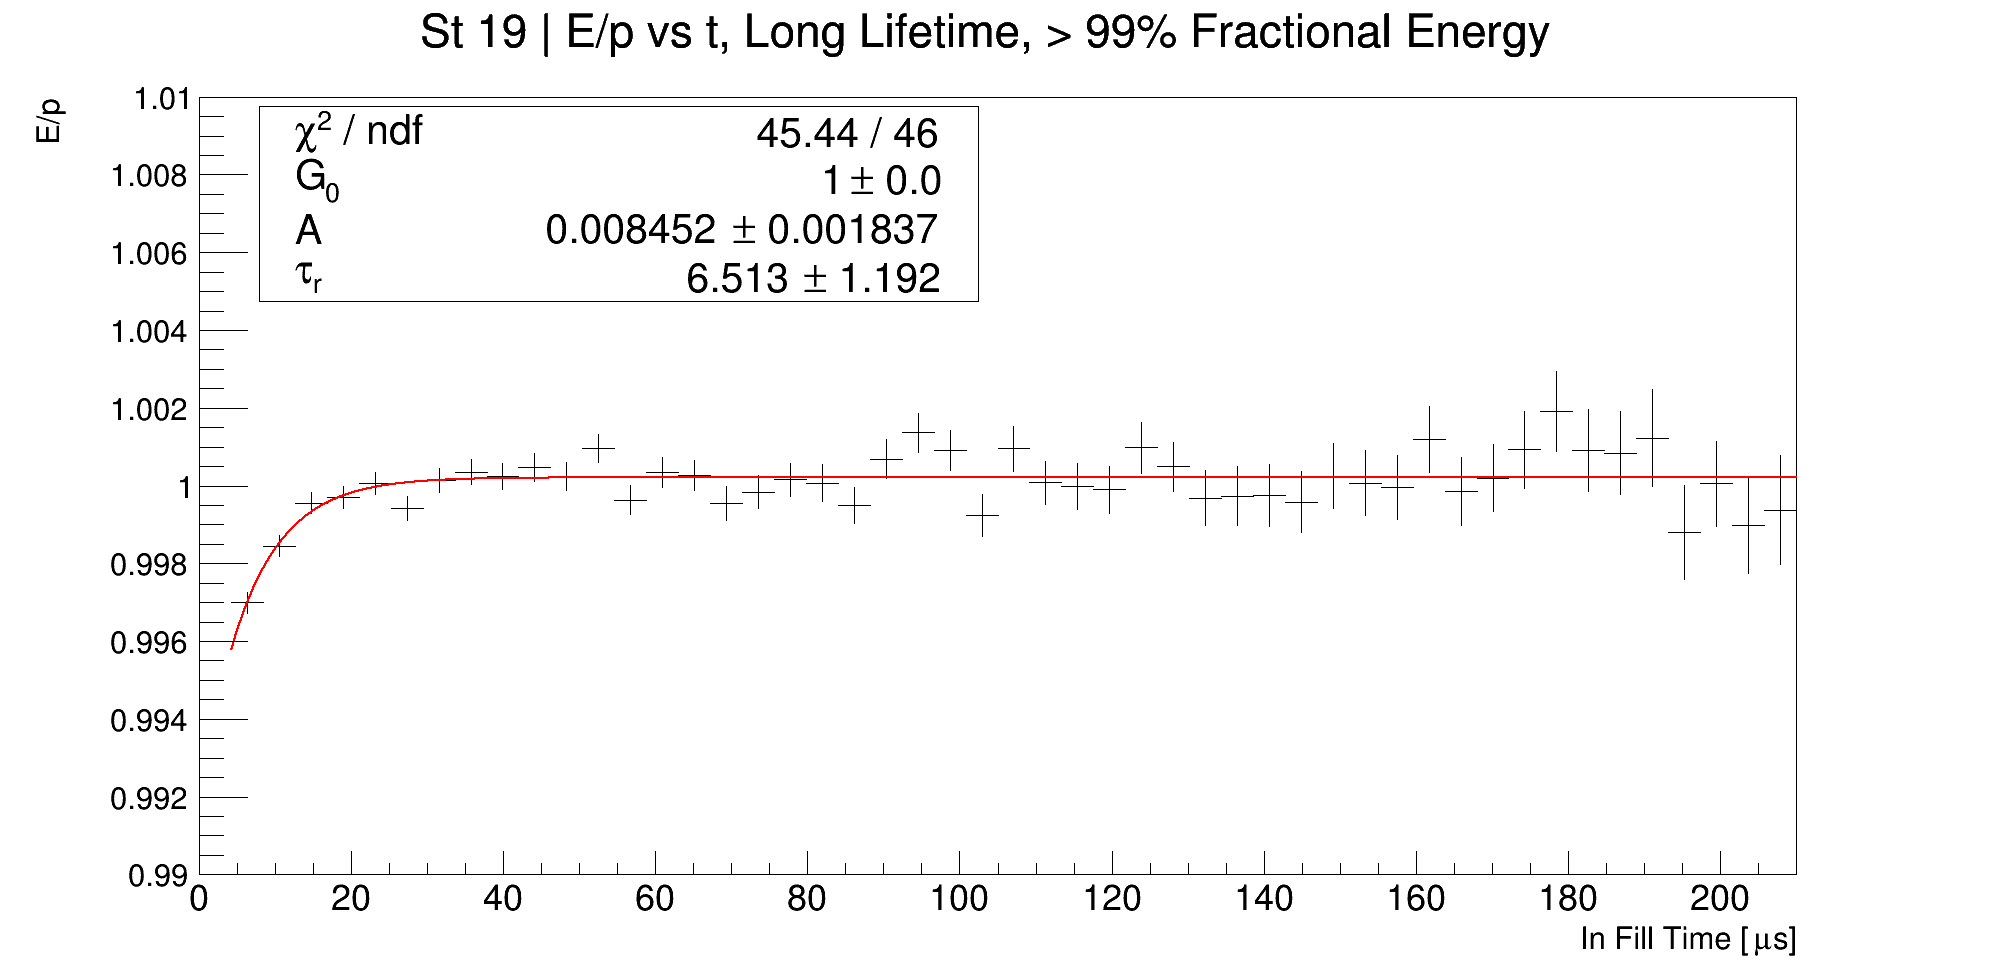 St 19 | E/p vs t, Long Lifetime, > 99% Fractional Energy
E/p
χ² / ndf 45.44 / 46
G₀ 1 ± 0.0
A 0.008452 ± 0.001837
τᵣ 6.513 ± 1.192
1.01
1.008
1.006
1.004
1.002
1
0.998
0.996
0.994
0.992
0.99
0 20 40 60 80 100 120 140 160 180 200
In Fill Time [μs]